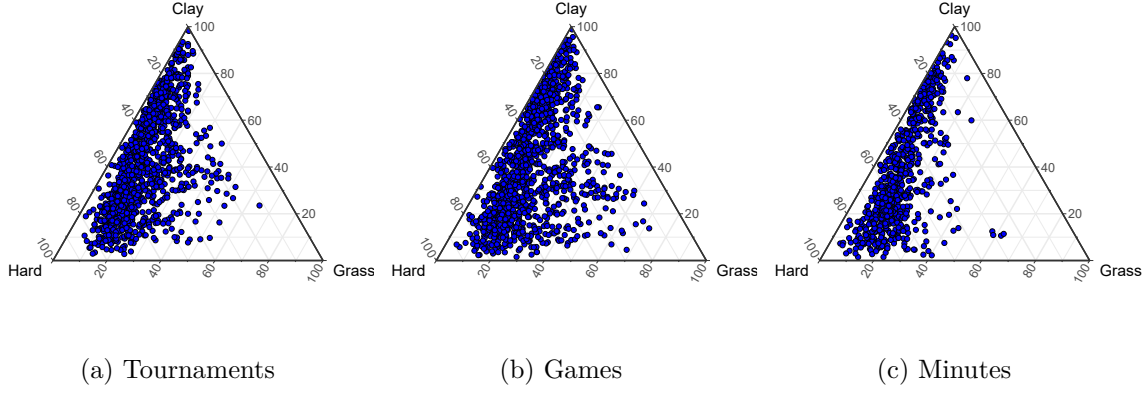 Clay Clay Clay
100 100 100
20 80 20 80 20 80
40 60 40 60 40 60
60 40 60 40 60 40
80 20 80 20 80 20
100 100 100
Hard Grass Hard Grass Hard Grass
20 40 60 80 100 20 40 60 80 100 20 40 60 80 100
(a) Tournaments (b) Games (c) Minutes